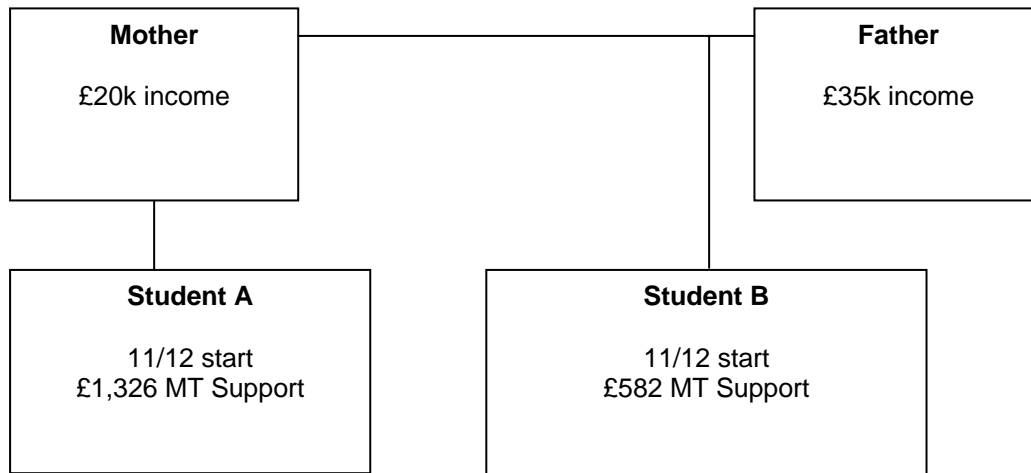 Mother
£20k income
Father
£35k income
Student A
11/12 start
£1,326 MT Support
Student B
11/12 start
£582 MT Support